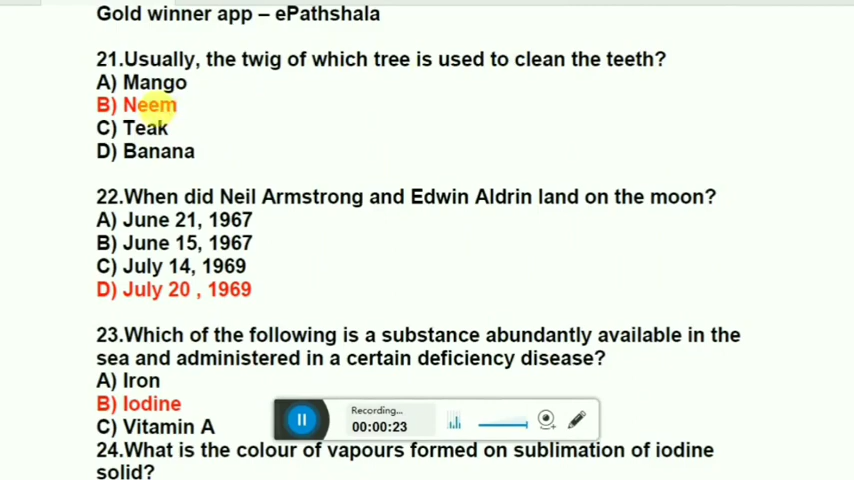 Gold winner app – ePathshala
21.Usually, the twig of which tree is used to clean the teeth?
A) Mango
B) Neem
C) Teak
D) Banana
22.When did Neil Armstrong and Edwin Aldrin land on the moon?
A) June 21, 1967
B) June 15, 1967
C) July 14, 1969
D) July 20 , 1969
23.Which of the following is a substance abundantly available in the
sea and administered in a certain deficiency disease?
A) Iron
B) Iodine
C) Vitamin A
Recording...
00:00:23
24.What is the colour of vapours formed on sublimation of iodine
solid?